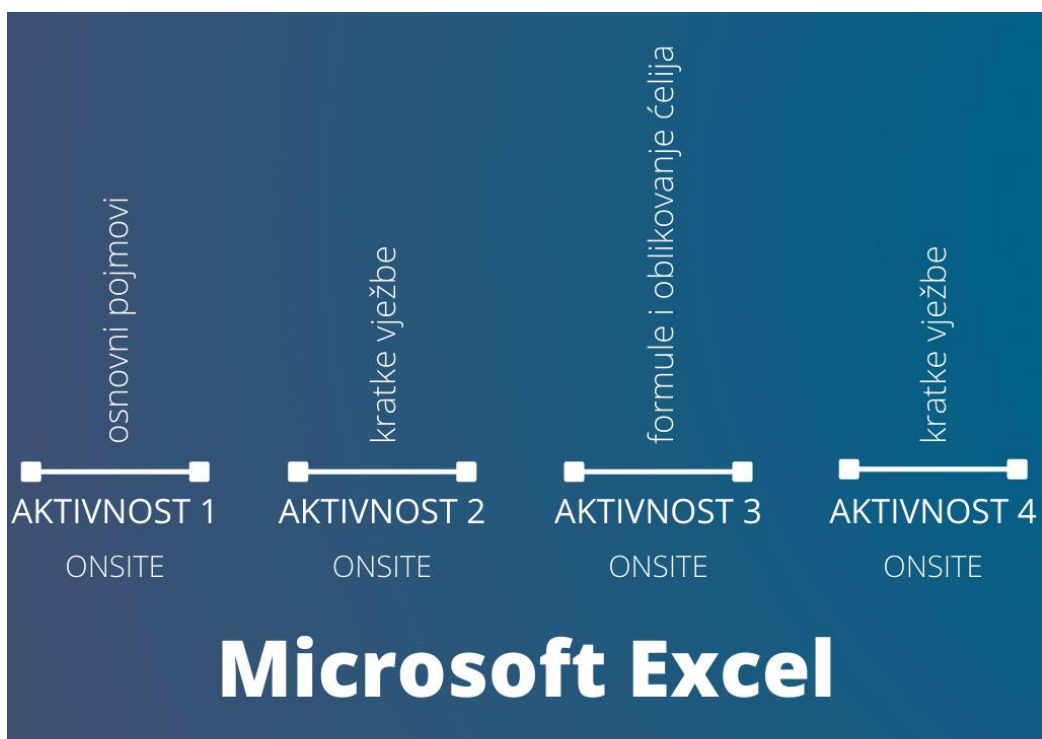 osnovni pojmovi
kratke vježbe
formule i oblikovanje ćelija
kratke vježbe
AKTIVNOST 1
AKTIVNOST 2
AKTIVNOST 3
AKTIVNOST 4
ONSITE
ONSITE
ONSITE
ONSITE
Microsoft Excel